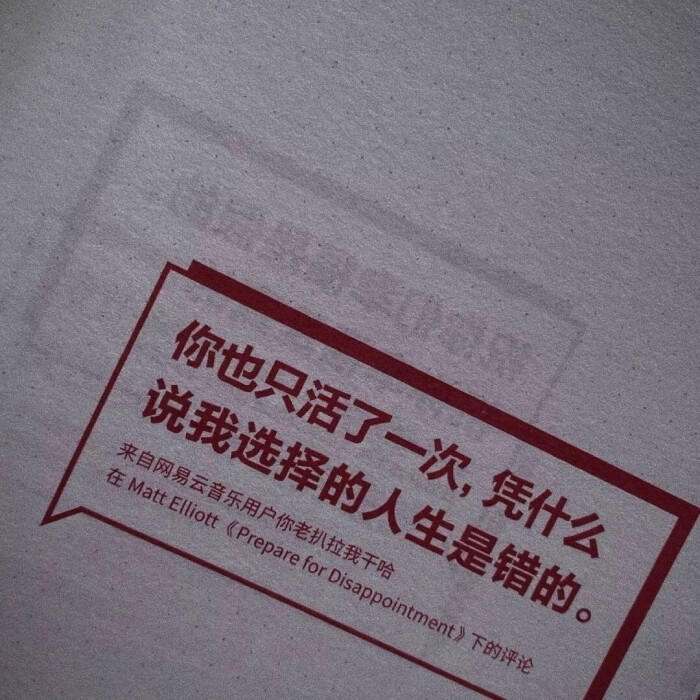 你也只活了一次,凭什么
说我选择的人生是错的。
来自网易云音乐用户你老扒拉我干哈
在 Matt Elliott《Prepare for Disappointment》下的评论